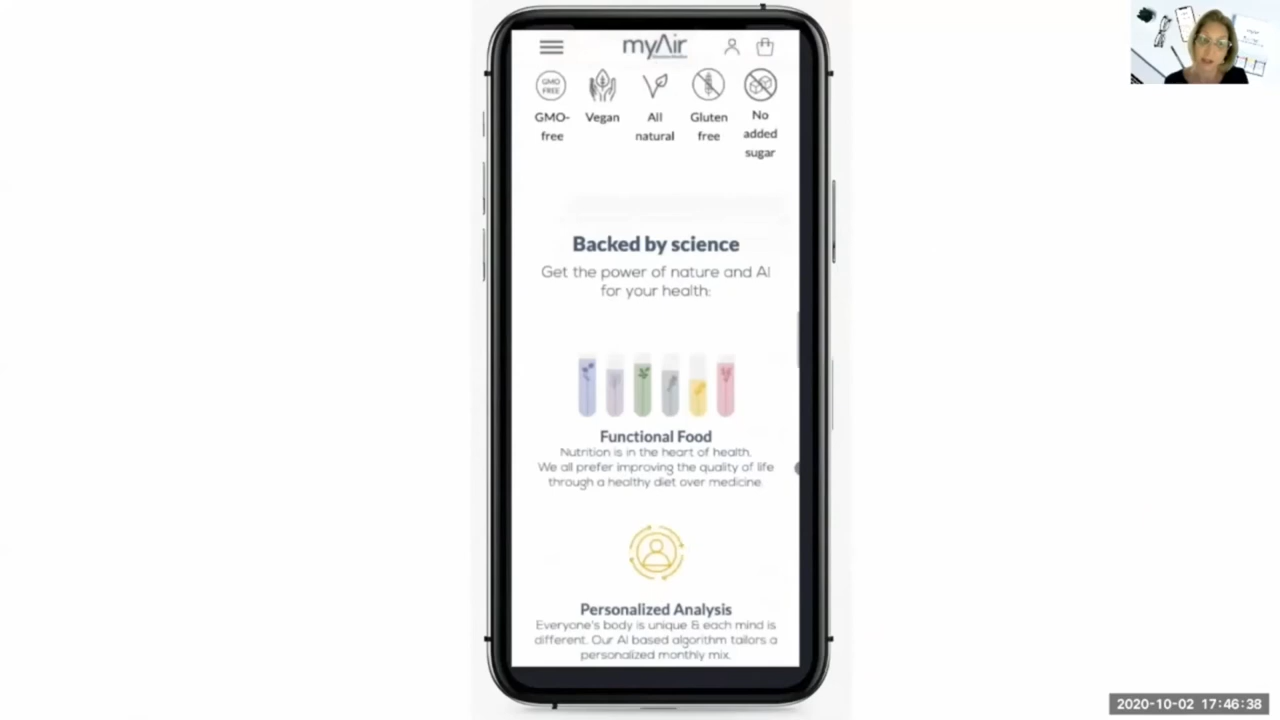 myAir
GMO
FREE
GMO-
free
Vegan
All
natural
Gluten
free
No
added
sugar
Backed by science
Get the power of nature and AI
for your health:
Functional Food
Nutrition is in the heart of health.
We all prefer improving the quality of life
through a healthy diet over medicine.
Personalized Analysis
Everyone's body is unique & each mind is
different. Our AI based algorithm tailors a
personalized monthly mix.
2020-10-02 17:46:38